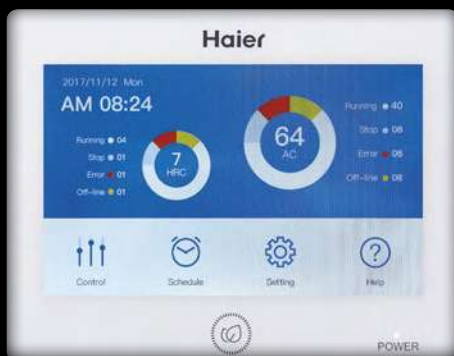 Haier
2017/11/12 Mon
AM 08:24
Running 04
Stop 01
Error 01
Off-line 01
7
HRC
64
AC
Running 40
Stop 08
Error 08
Off-line 08
Control
Schedule
Setting
Help
POWER